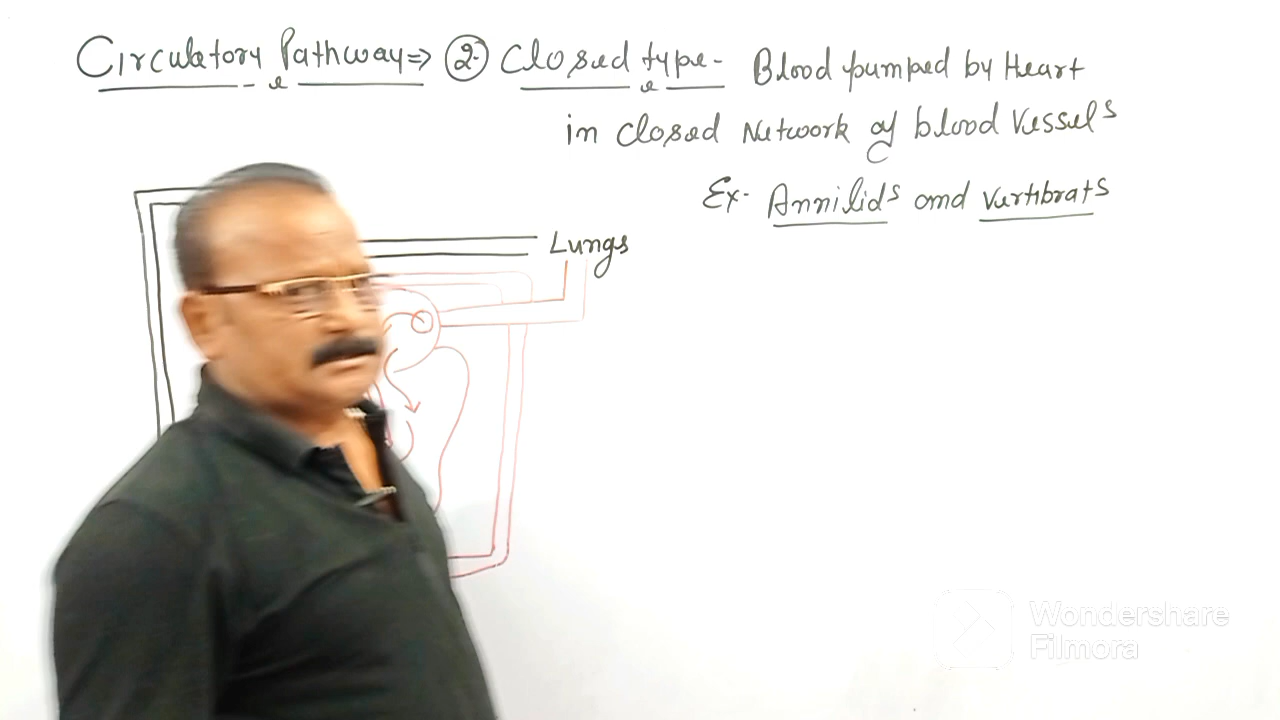 Circulatory Pathway⇒ ② Closed type- Blood pumped by Heart
in closed Network of blood vessels
Ex- Annilids and Vertibrats
Lungs
Wondershare
Filmora